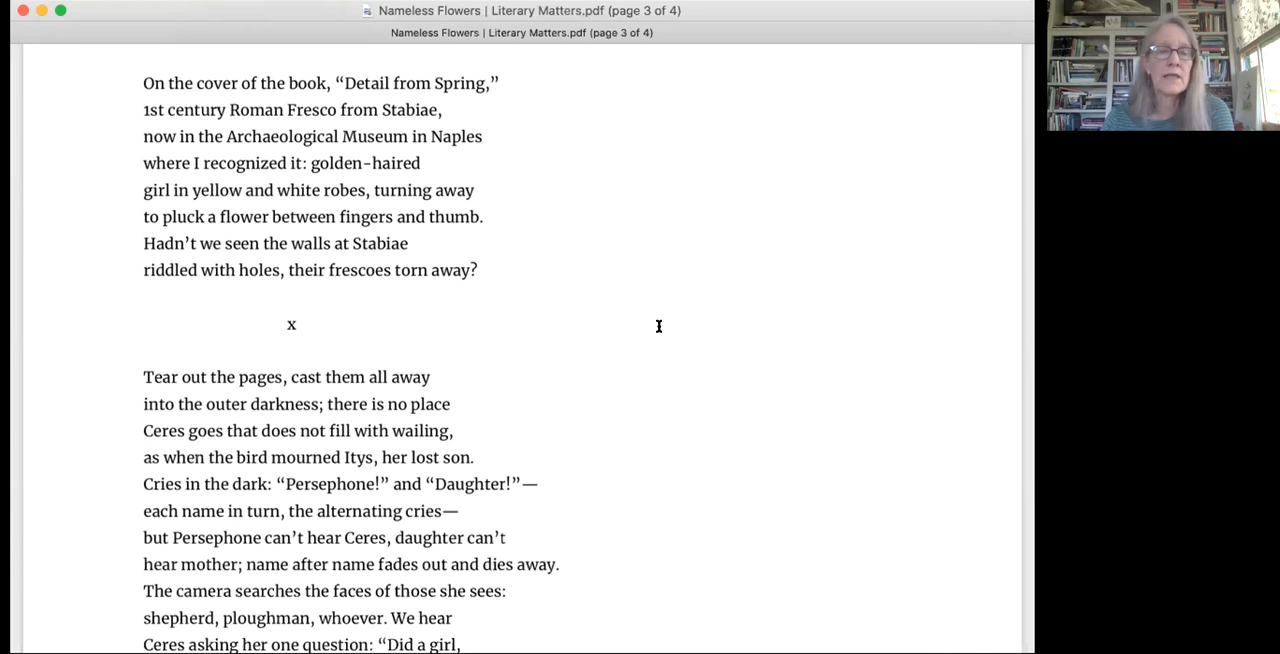 Nameless Flowers | Literary Matters.pdf (page 3 of 4)
Nameless Flowers | Literary Matters.pdf (page 3 of 4)
On the cover of the book, “Detail from Spring,”
1st century Roman Fresco from Stabiae,
now in the Archaeological Museum in Naples
where I recognized it: golden-haired
girl in yellow and white robes, turning away
to pluck a flower between fingers and thumb.
Hadn’t we seen the walls at Stabiae
riddled with holes, their frescoes torn away?
x
Tear out the pages, cast them all away
into the outer darkness; there is no place
Ceres goes that does not fill with wailing,
as when the bird mourned Itys, her lost son.
Cries in the dark: “Persephone!” and “Daughter!”—
each name in turn, the alternating cries—
but Persephone can’t hear Ceres, daughter can’t
hear mother; name after name fades out and dies away.
The camera searches the faces of those she sees:
shepherd, ploughman, whoever. We hear
Ceres asking her one question: “Did a girl,